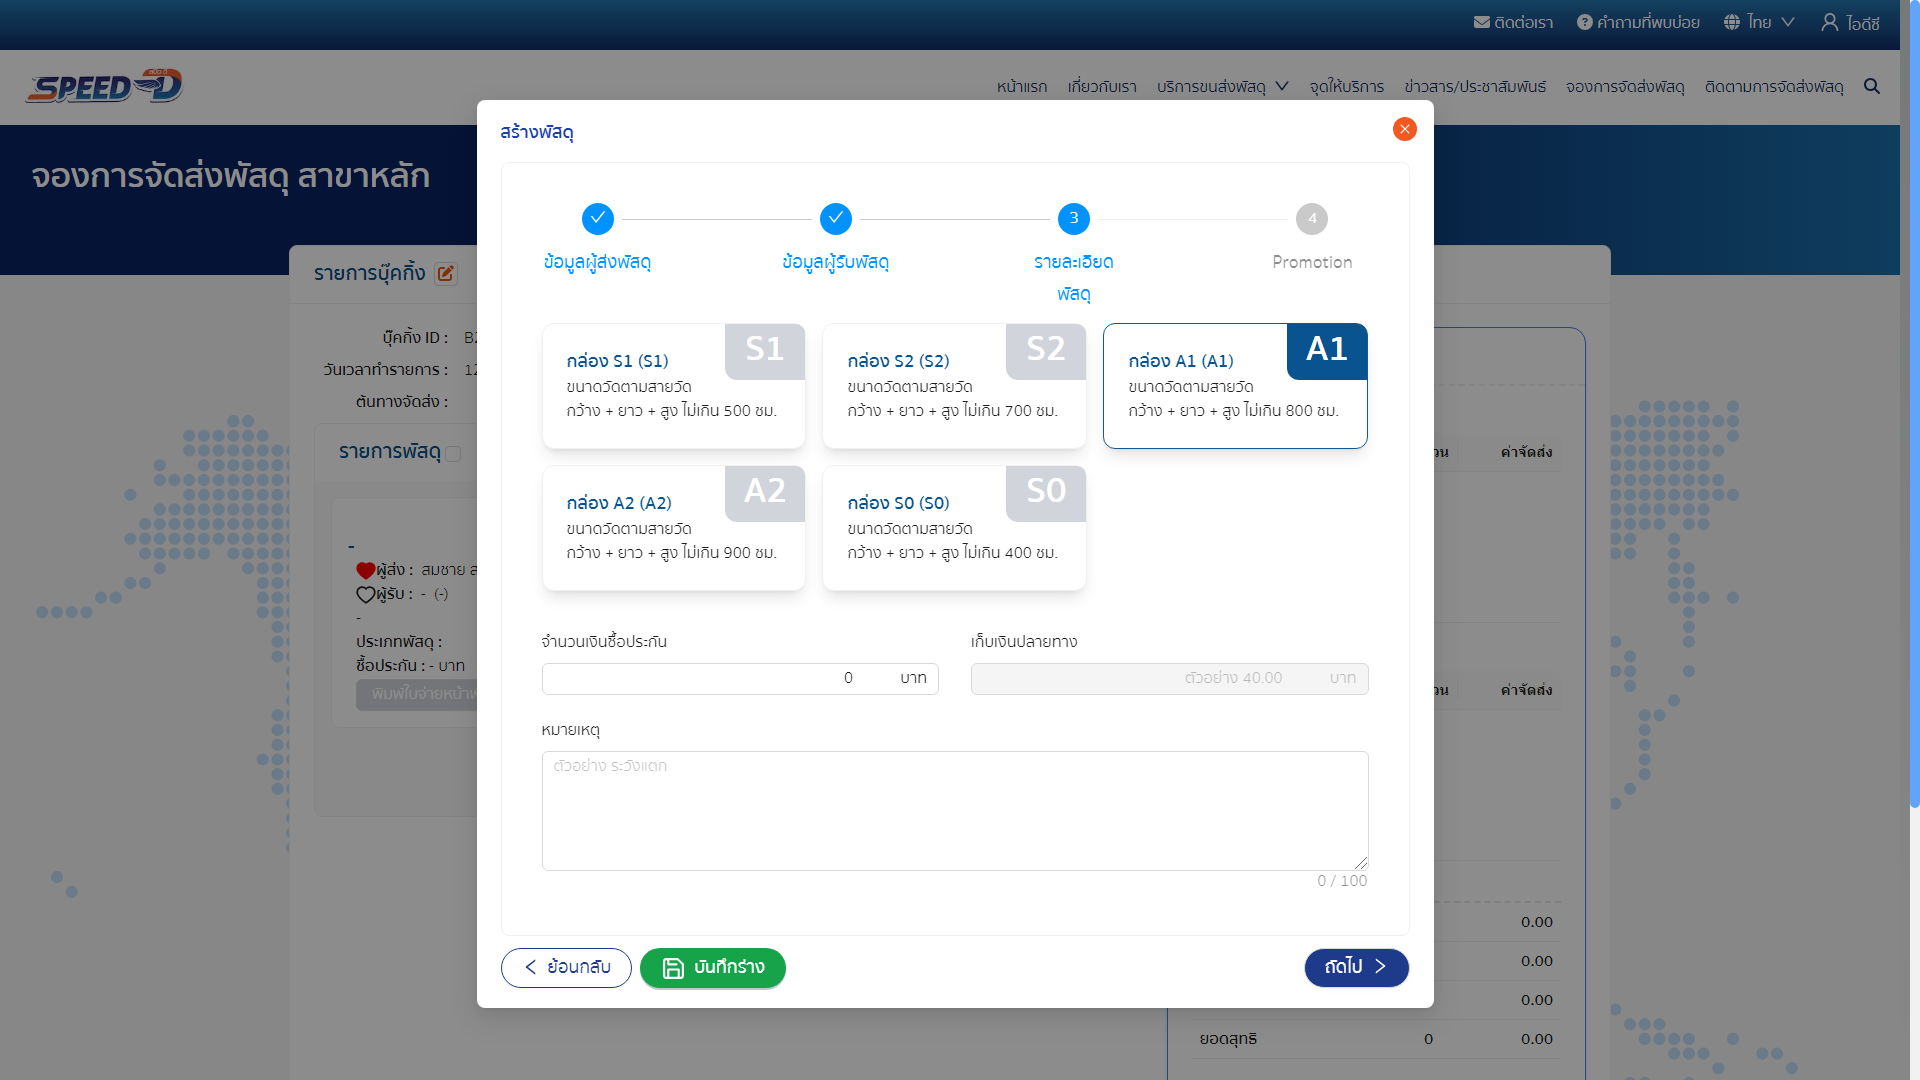 ติดต่อเรา
คำถามที่พบบ่อย
ไทย
ไอดีซี
สปีด-ดี
SPEED-D
หน้าแรก
เกี่ยวกับเรา
บริการขนส่งพัสดุ
จุดให้บริการ
ข่าวสาร/ประชาสัมพันธ์
จองการจัดส่งพัสดุ
ติดตามการจัดส่งพัสดุ
จองการจัดส่งพัสดุ สาขาหลัก
รายการบุ๊คกิ้ง
บุ๊คกิ้ง ID :
วันเวลาทำรายการ : 12
ต้นทางจัดส่ง :
รายการพัสดุ
-
ผู้ส่ง : สมชาย
ผู้รับ : - (-)
-
ประเภทพัสดุ :
ซื้อประกัน : - บาท
พิมพ์ใบจ่ายหน้า
สร้างพัสดุ
ข้อมูลผู้ส่งพัสดุ
ข้อมูลผู้รับพัสดุ
3
รายละเอียด
พัสดุ
4
Promotion
S1
กล่อง S1 (S1)
ขนาดวัดตามสายวัด
กว้าง + ยาว + สูง ไม่เกิน 500 ซม.
S2
กล่อง S2 (S2)
ขนาดวัดตามสายวัด
กว้าง + ยาว + สูง ไม่เกิน 700 ซม.
A1
กล่อง A1 (A1)
ขนาดวัดตามสายวัด
กว้าง + ยาว + สูง ไม่เกิน 800 ซม.
A2
กล่อง A2 (A2)
ขนาดวัดตามสายวัด
กว้าง + ยาว + สูง ไม่เกิน 900 ซม.
S0
กล่อง S0 (S0)
ขนาดวัดตามสายวัด
กว้าง + ยาว + สูง ไม่เกิน 400 ซม.
จำนวนเงินซื้อประกัน
0 บาท
เก็บเงินปลายทาง
ตัวอย่าง 40.00 บาท
หมายเหตุ
ตัวอย่าง ระวังแตก
0 / 100
ย้อนกลับ
บันทึกร่าง
ถัดไป
ค่าจัดส่ง
ค่าจัดส่ง
0.00
0.00
0.00
ยอดสุทธิ 0 0.00